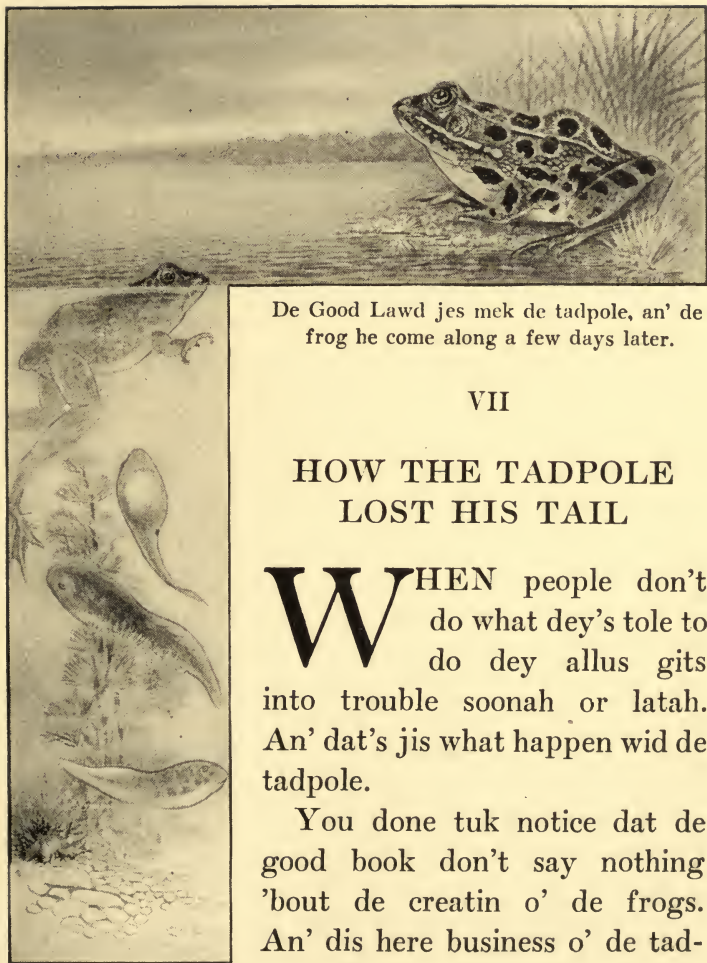 De Good Lawd jes mek de tadpole, an' de
frog he come along a few days later.
VII
HOW THE TADPOLE
LOST HIS TAIL
WHEN people don't
do what dey's tole to
do dey allus gits
into trouble soonah or latah.
An' dat's jis what happen wid de
tadpole.
You done tuk notice dat de
good book don't say nothing
'bout de creatin o' de frogs.
An' dis here business o' de tad-